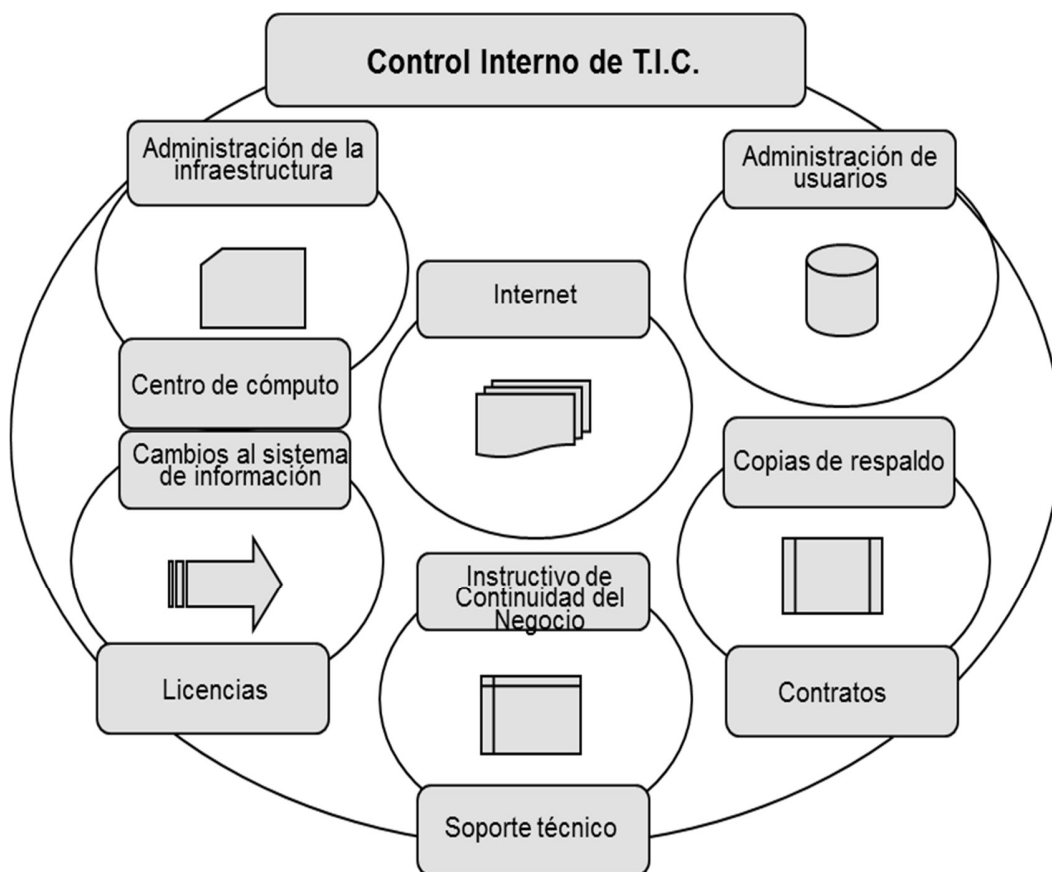 Control Interno de T.I.C.
Administración de la
infraestructura
Administración de
usuarios
Internet
Centro de cómputo
Cambios al sistema
de información
Copias de respaldo
Instructivo de
Continuidad del
Negocio
Licencias
Contratos
Soporte técnico